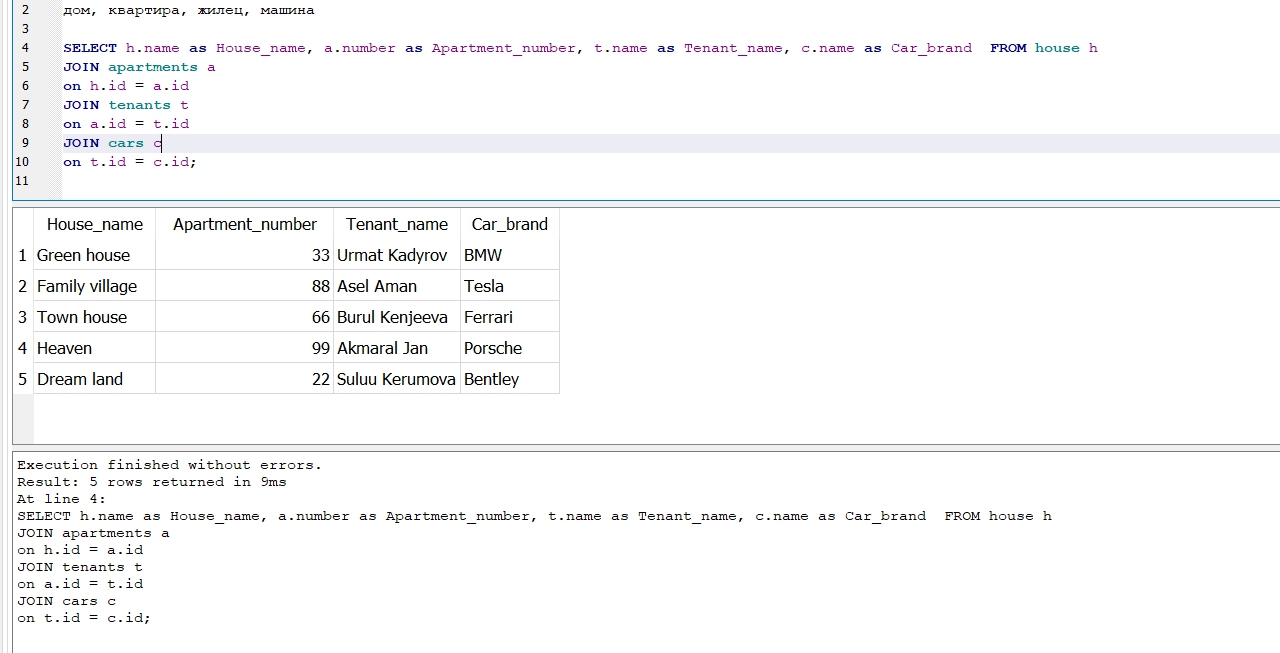 2 дом, квартира, жилец, машина
3
4 SELECT h.name as House_name, a.number as Apartment_number, t.name as Tenant_name, c.name as Car_brand  FROM house h
5 JOIN apartments a
6 on h.id = a.id
7 JOIN tenants t
8 on a.id = t.id
9 JOIN cars c
10 on t.id = c.id;
11
House_name Apartment_number Tenant_name Car_brand
1 Green house 33 Urmat Kadyrov BMW
2 Family village 88 Asel Aman Tesla
3 Town house 66 Burul Kenjeeva Ferrari
4 Heaven 99 Akmaral Jan Porsche
5 Dream land 22 Suluu Kerumova Bentley
Execution finished without errors.
Result: 5 rows returned in 9ms
At line 4:
SELECT h.name as House_name, a.number as Apartment_number, t.name as Tenant_name, c.name as Car_brand  FROM house h
JOIN apartments a
on h.id = a.id
JOIN tenants t
on a.id = t.id
JOIN cars c
on t.id = c.id;